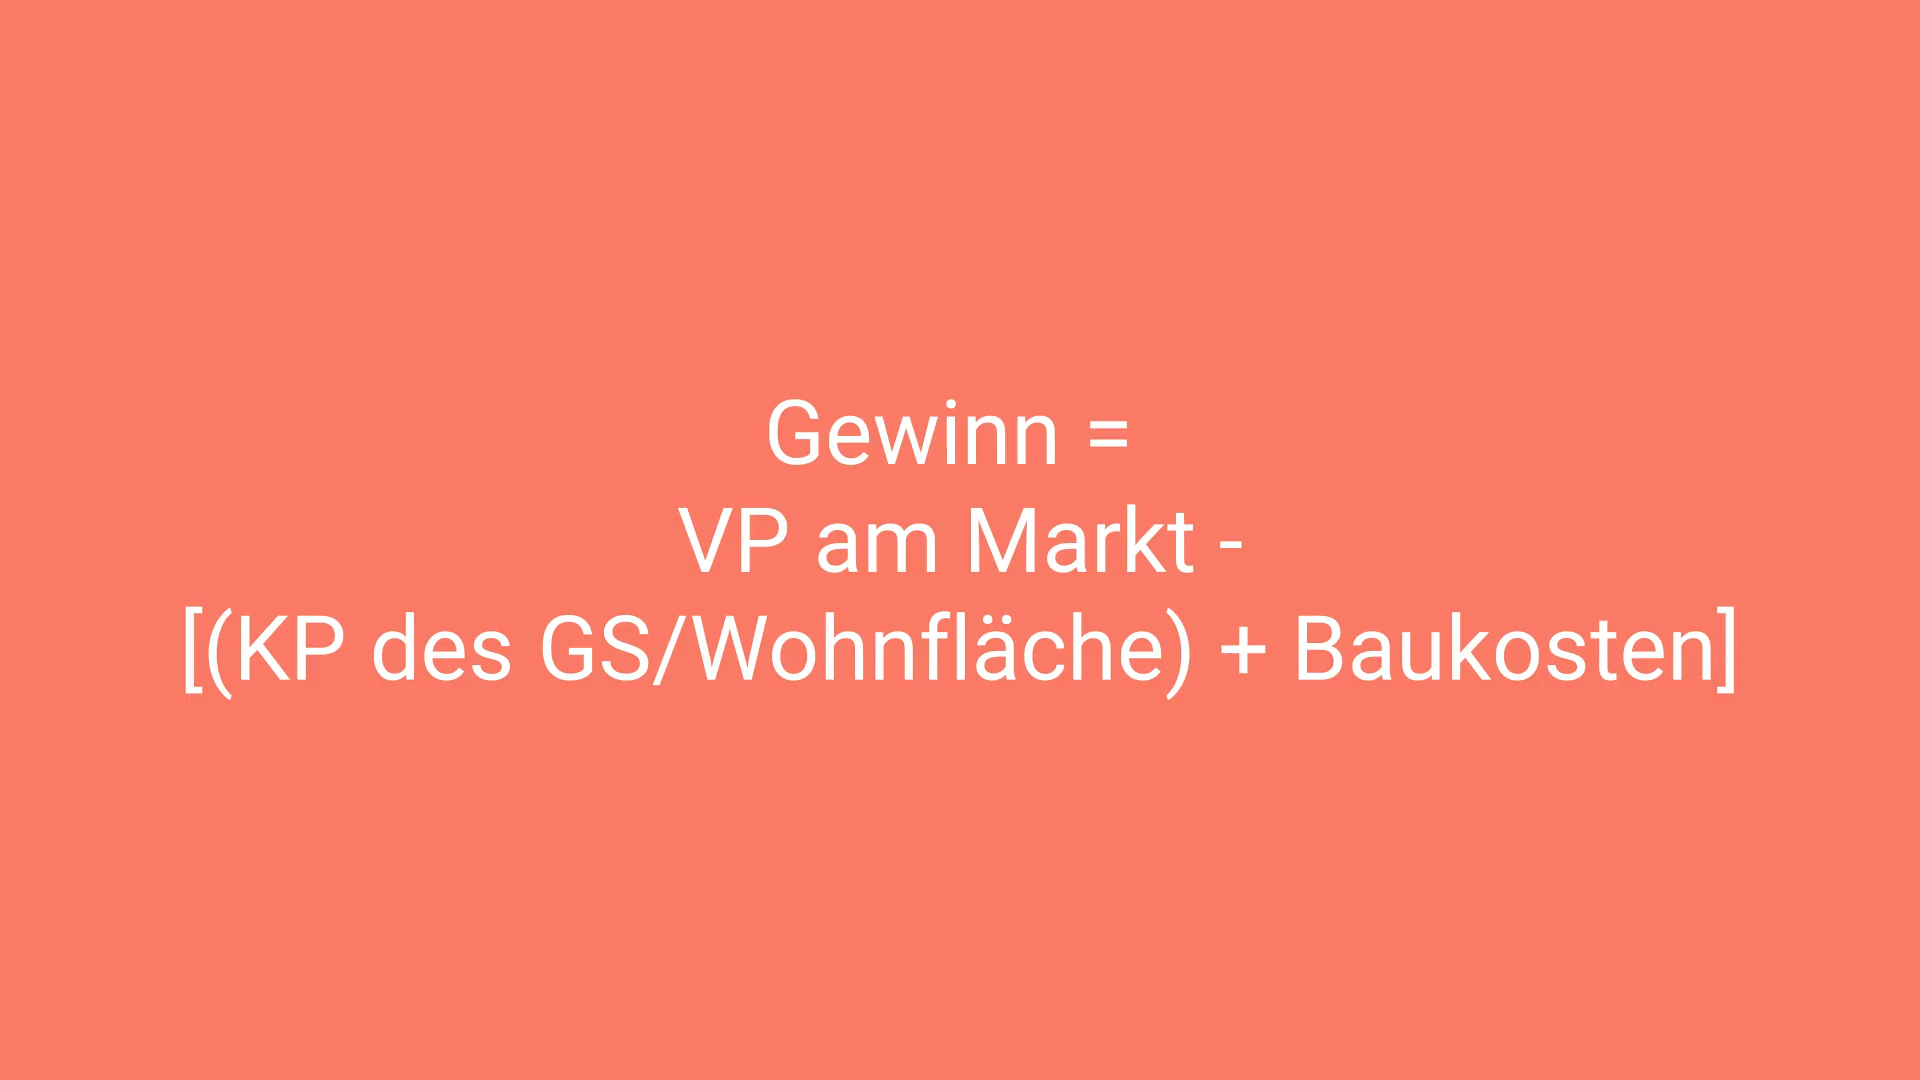 Gewinn =
VP am Markt -
[(KP des GS/Wohnfläche) + Baukosten]